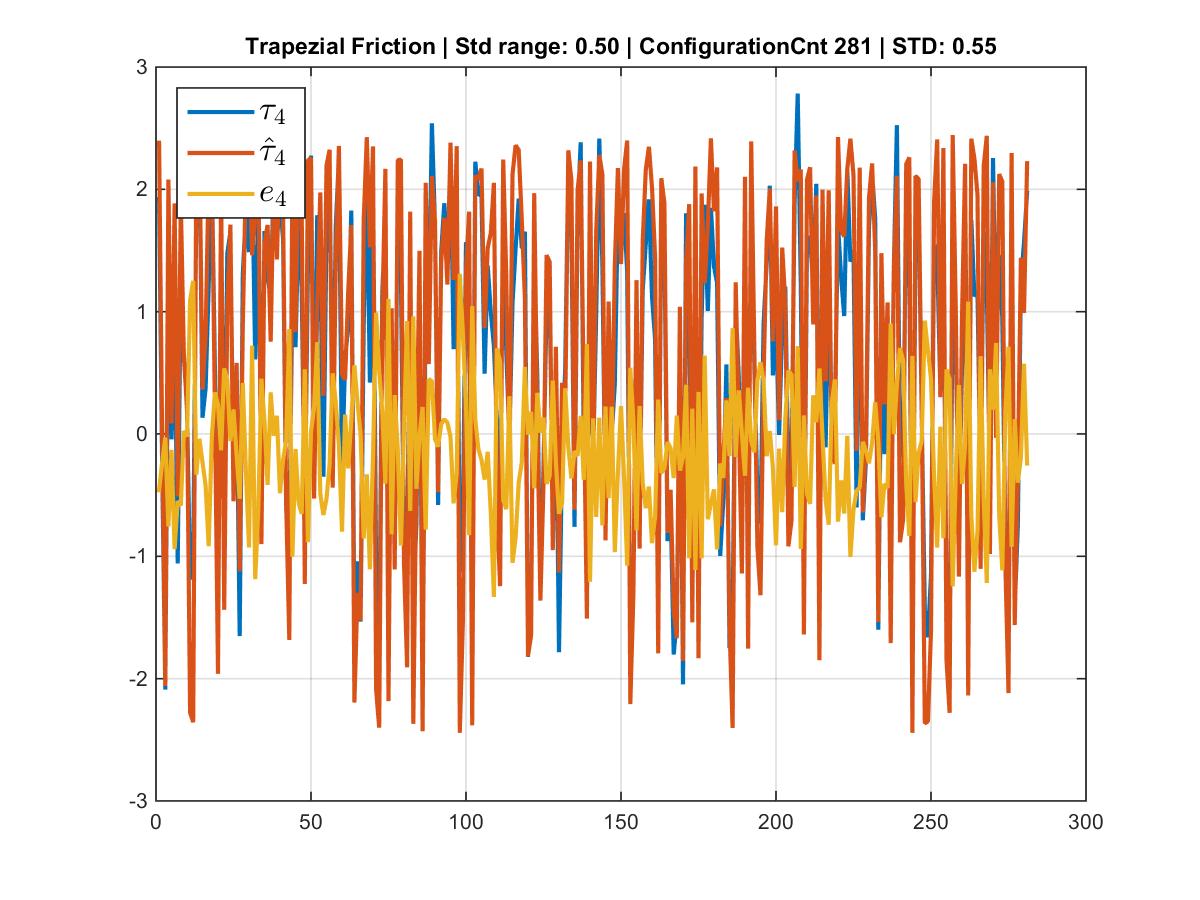 Trapezial Friction | Std range: 0.50 | ConfigurationCnt 281 | STD: 0.55
τ₄
τ̂₄
e₄
3
2
1
0
-1
-2
-3
0 50 100 150 200 250 300